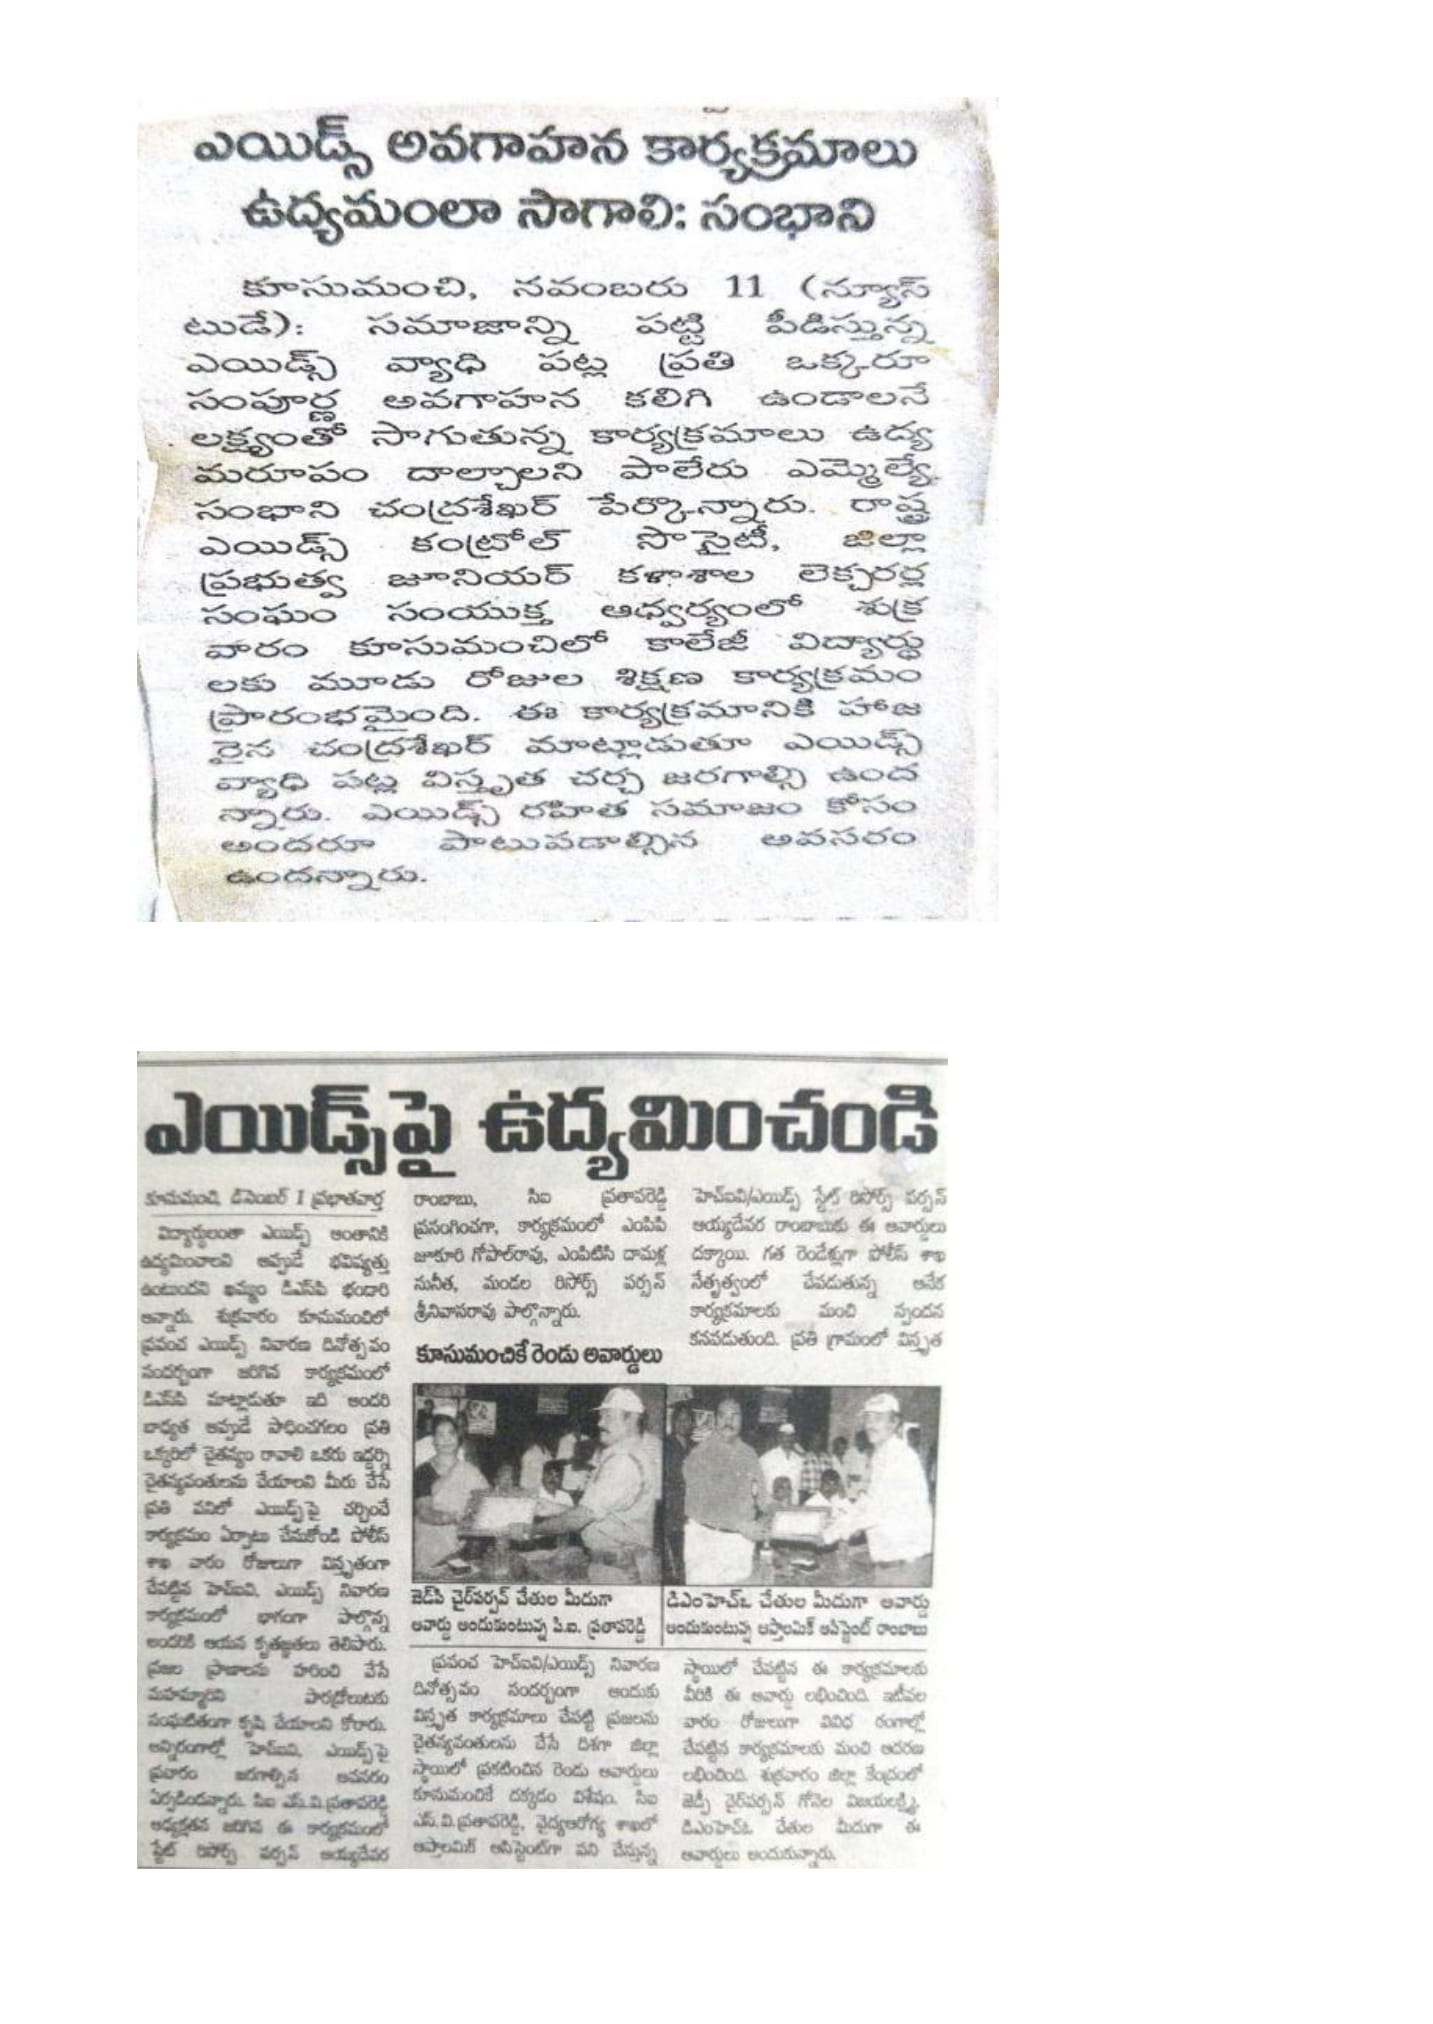 ఎయిడ్స్ అవగాహన కార్యక్రమాలు
ఉద్యమంలా సాగాలి: సంభాని
కూసుమంచి, నవంబరు 11 (న్యూస్
టుడే): సమాజాన్ని పట్టి పీడిస్తున్న
ఎయిడ్స్ వ్యాధి పట్ల ప్రతి ఒక్కరూ
సంపూర్ణ అవగాహన కలిగి ఉండాలనే
లక్ష్యంతో సాగుతున్న కార్యక్రమాలు ఉద్య
మరూపం దాల్చాలని పాలేరు ఎమ్మెల్యే
సంభాని చంద్రశేఖర్ పేర్కొన్నారు. రాష్ట్ర
ఎయిడ్స్ కంట్రోల్ సొసైటీ, జిల్లా
ప్రభుత్వ జూనియర్ కళాశాల లెక్చరర్ల
సంఘం సంయుక్త ఆధ్వర్యంలో శుక్ర
వారం కూసుమంచిలో కాలేజీ విద్యార్థు
లకు మూడు రోజుల శిక్షణ కార్యక్రమం
ప్రారంభమైంది. ఈ కార్యక్రమానికి హాజ
రైన చంద్రశేఖర్ మాట్లాడుతూ ఎయిడ్స్
వ్యాధి పట్ల విస్తృత చర్చ జరగాల్సి ఉంద
న్నారు. ఎయిడ్స్ రహిత సమాజం కోసం
అందరూ పాటుపడాల్సిన అవసరం
ఉందన్నారు.
ఎయిడ్స్‌పై ఉద్యమించండి
కూసుమంచి, డిసెంబర్ 1 ప్రభాతవార్త
విద్యార్థులంతా ఎయిడ్స్ అంతానికి
ఉద్యమించాలని అప్పుడే భవిష్యత్తు
ఉంటుందని ఖమ్మం డిఎస్‌పి భండారి
అన్నారు. శుక్రవారం కూసుమంచిలో
ప్రపంచ ఎయిడ్స్ నివారణ దినోత్సవం
సందర్భంగా జరిగిన కార్యక్రమంలో
డిఎస్‌పి మాట్లాడుతూ ఇది అందరి
బాధ్యత అప్పుడే సాధించగలం ప్రతి
ఒక్కరిలో చైతన్యం రావాలి ఒకరు ఇద్దర్ని
చైతన్యవంతులను చేయాలని మీరు చేసే
ప్రతి పనిలో ఎయిడ్స్‌పై చర్చించే
కార్యక్రమం ఏర్పాటు చేసుకోండి పోలీస్
శాఖ వారం రోజులుగా విస్తృతంగా
చేపట్టిన హెచ్ఐవి, ఎయిడ్స్ నివారణ
కార్యక్రమంలో భాగంగా పాల్గొన్న
అందరికి ఆయన కృతజ్ఞతలు తెలిపారు.
ప్రజల ప్రాణాలను హరించి వేసే
మహమ్మారిని పారద్రోలుటకు
సంఘటితంగా కృషి చేయాలని కోరారు.
అన్నిరంగాల్లో హెచ్ఐవి, ఎయిడ్స్‌పై
ప్రచారం జరగాల్సిన అవసరం
ఏర్పడిందన్నారు. సిఐ ఎస్.వి.ప్రతాపరెడ్డి
అధ్యక్షతన జరిగిన ఈ కార్యక్రమంలో
స్టేట్ రిసోర్స్ పర్సన్ అయ్యదేవర
రాంబాబు, సిఐ ప్రతాపరెడ్డి
ప్రసంగించగా, కార్యక్రమంలో ఎంపిపి
జూకూరి గోపాల్‌రావు, ఎంపిటిసి దామళ్ల
సునీత, మండల రిసోర్స్ పర్సన్
శ్రీనివాసరావు పాల్గొన్నారు.
కూసుమంచికే రెండు అవార్డులు
జెడ్‌పి చైర్‌పర్సన్ చేతుల మీదుగా
అవార్డు అందుకుంటున్న సి.ఐ. ప్రతాపరెడ్డి
డిఎంహెచ్ఓ చేతుల మీదుగా అవార్డు
అందుకుంటున్న ఆప్తాలమిక్ అసిస్టెంట్ రాంబాబు
ప్రపంచ హెచ్ఐవి/ఎయిడ్స్ నివారణ
దినోత్సవం సందర్భంగా అందుకు
విస్తృత కార్యక్రమాలు చేపట్టి ప్రజలను
చైతన్యవంతులను చేసే దిశగా జిల్లా
స్థాయిలో ప్రకటించిన రెండు అవార్డులు
కూసుమంచికే దక్కడం విశేషం. సిఐ
ఎస్.వి.ప్రతాపరెడ్డి, వైద్యఆరోగ్య శాఖలో
ఆప్తాలమిక్ అసిస్టెంట్‌గా పని చేస్తున్న
హెచ్ఐవి/ఎయిడ్స్ స్టేట్ రిసోర్స్ పర్సన్
అయ్యదేవర రాంబాబుకు ఈ అవార్డులు
దక్కాయి. గత రెండేళ్లుగా పోలీస్ శాఖ
నేతృత్వంలో చేపడుతున్న అనేక
కార్యక్రమాలకు మంచి స్పందన
కనపడుతుంది. ప్రతి గ్రామంలో విస్తృత
స్థాయిలో చేపట్టిన ఈ కార్యక్రమాలకు
వీరికి ఈ అవార్డు లభించింది. ఇటీవల
వారం రోజులుగా వివిధ రంగాల్లో
చేపట్టిన కార్యక్రమాలకు మంచి ఆదరణ
లభించింది. శుక్రవారం జిల్లా కేంద్రంలో
జెడ్పీ చైర్‌పర్సన్ గోనెల విజయలక్ష్మి,
డిఎంహెచ్ఓ చేతుల మీదుగా ఈ
అవార్డులు అందుకున్నారు.